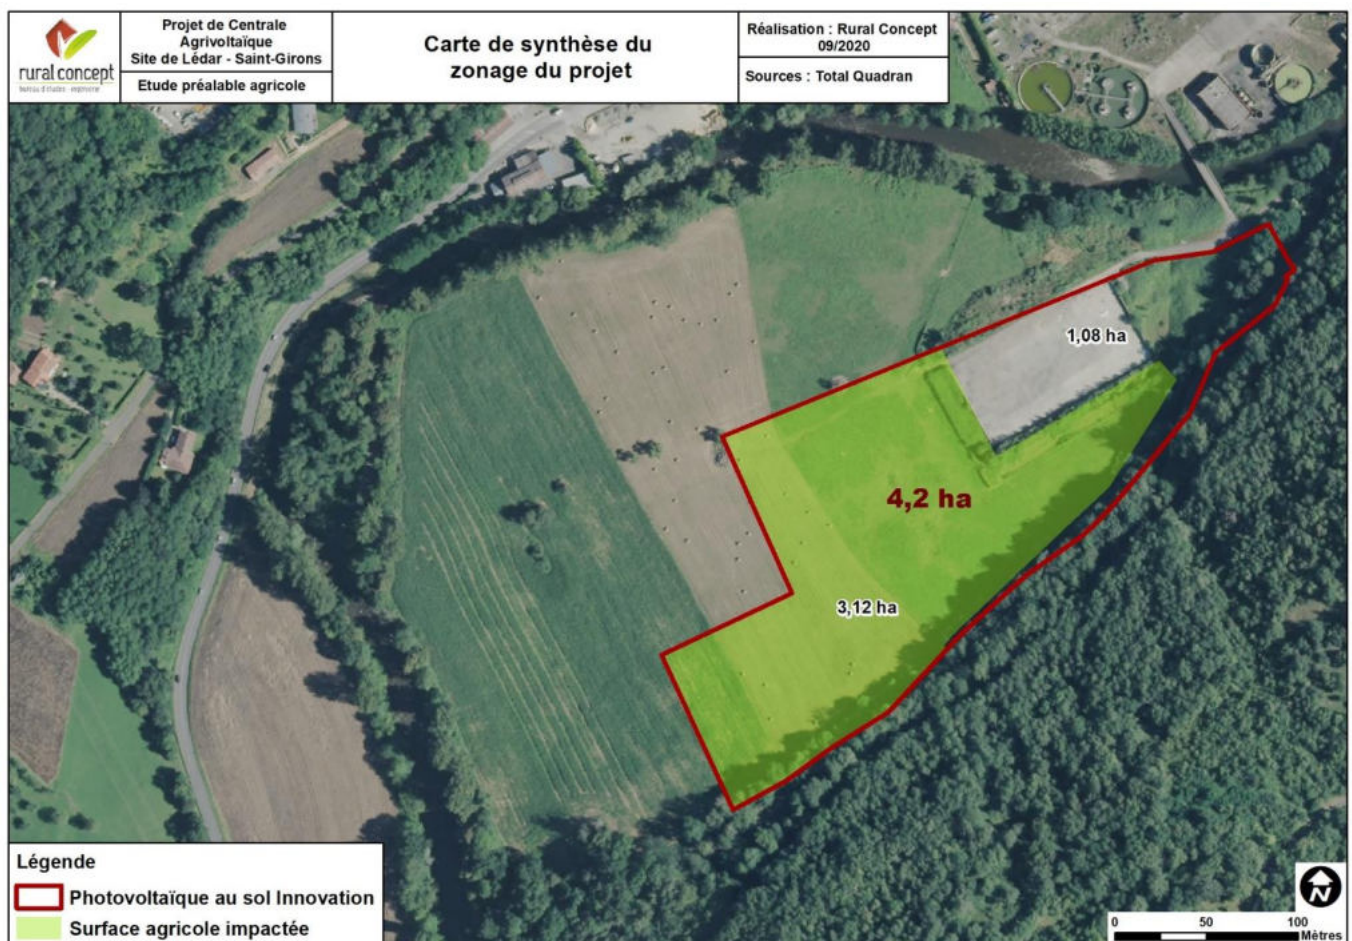 rural concept
bureau d'études - ingénierie
Projet de Centrale
Agrivoltaïque
Site de Lédar - Saint-Girons
Etude préalable agricole
Carte de synthèse du
zonage du projet
Réalisation : Rural Concept
09/2020
Sources : Total Quadran
1,08 ha
4,2 ha
3,12 ha
Légende
Photovoltaïque au sol Innovation
Surface agricole impactée
N
0 50 100
Mètres